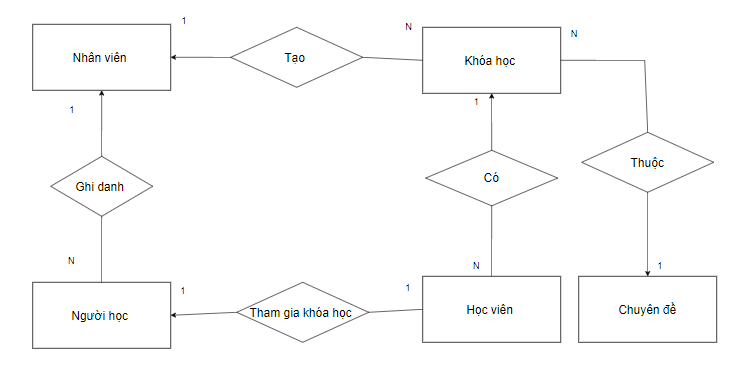 1
N
N
Nhân viên
Tạo
Khóa học
1
1
Ghi danh
Có
Thuộc
N
N
1
1
1
Người học
Tham gia khóa học
Học viên
Chuyên đề